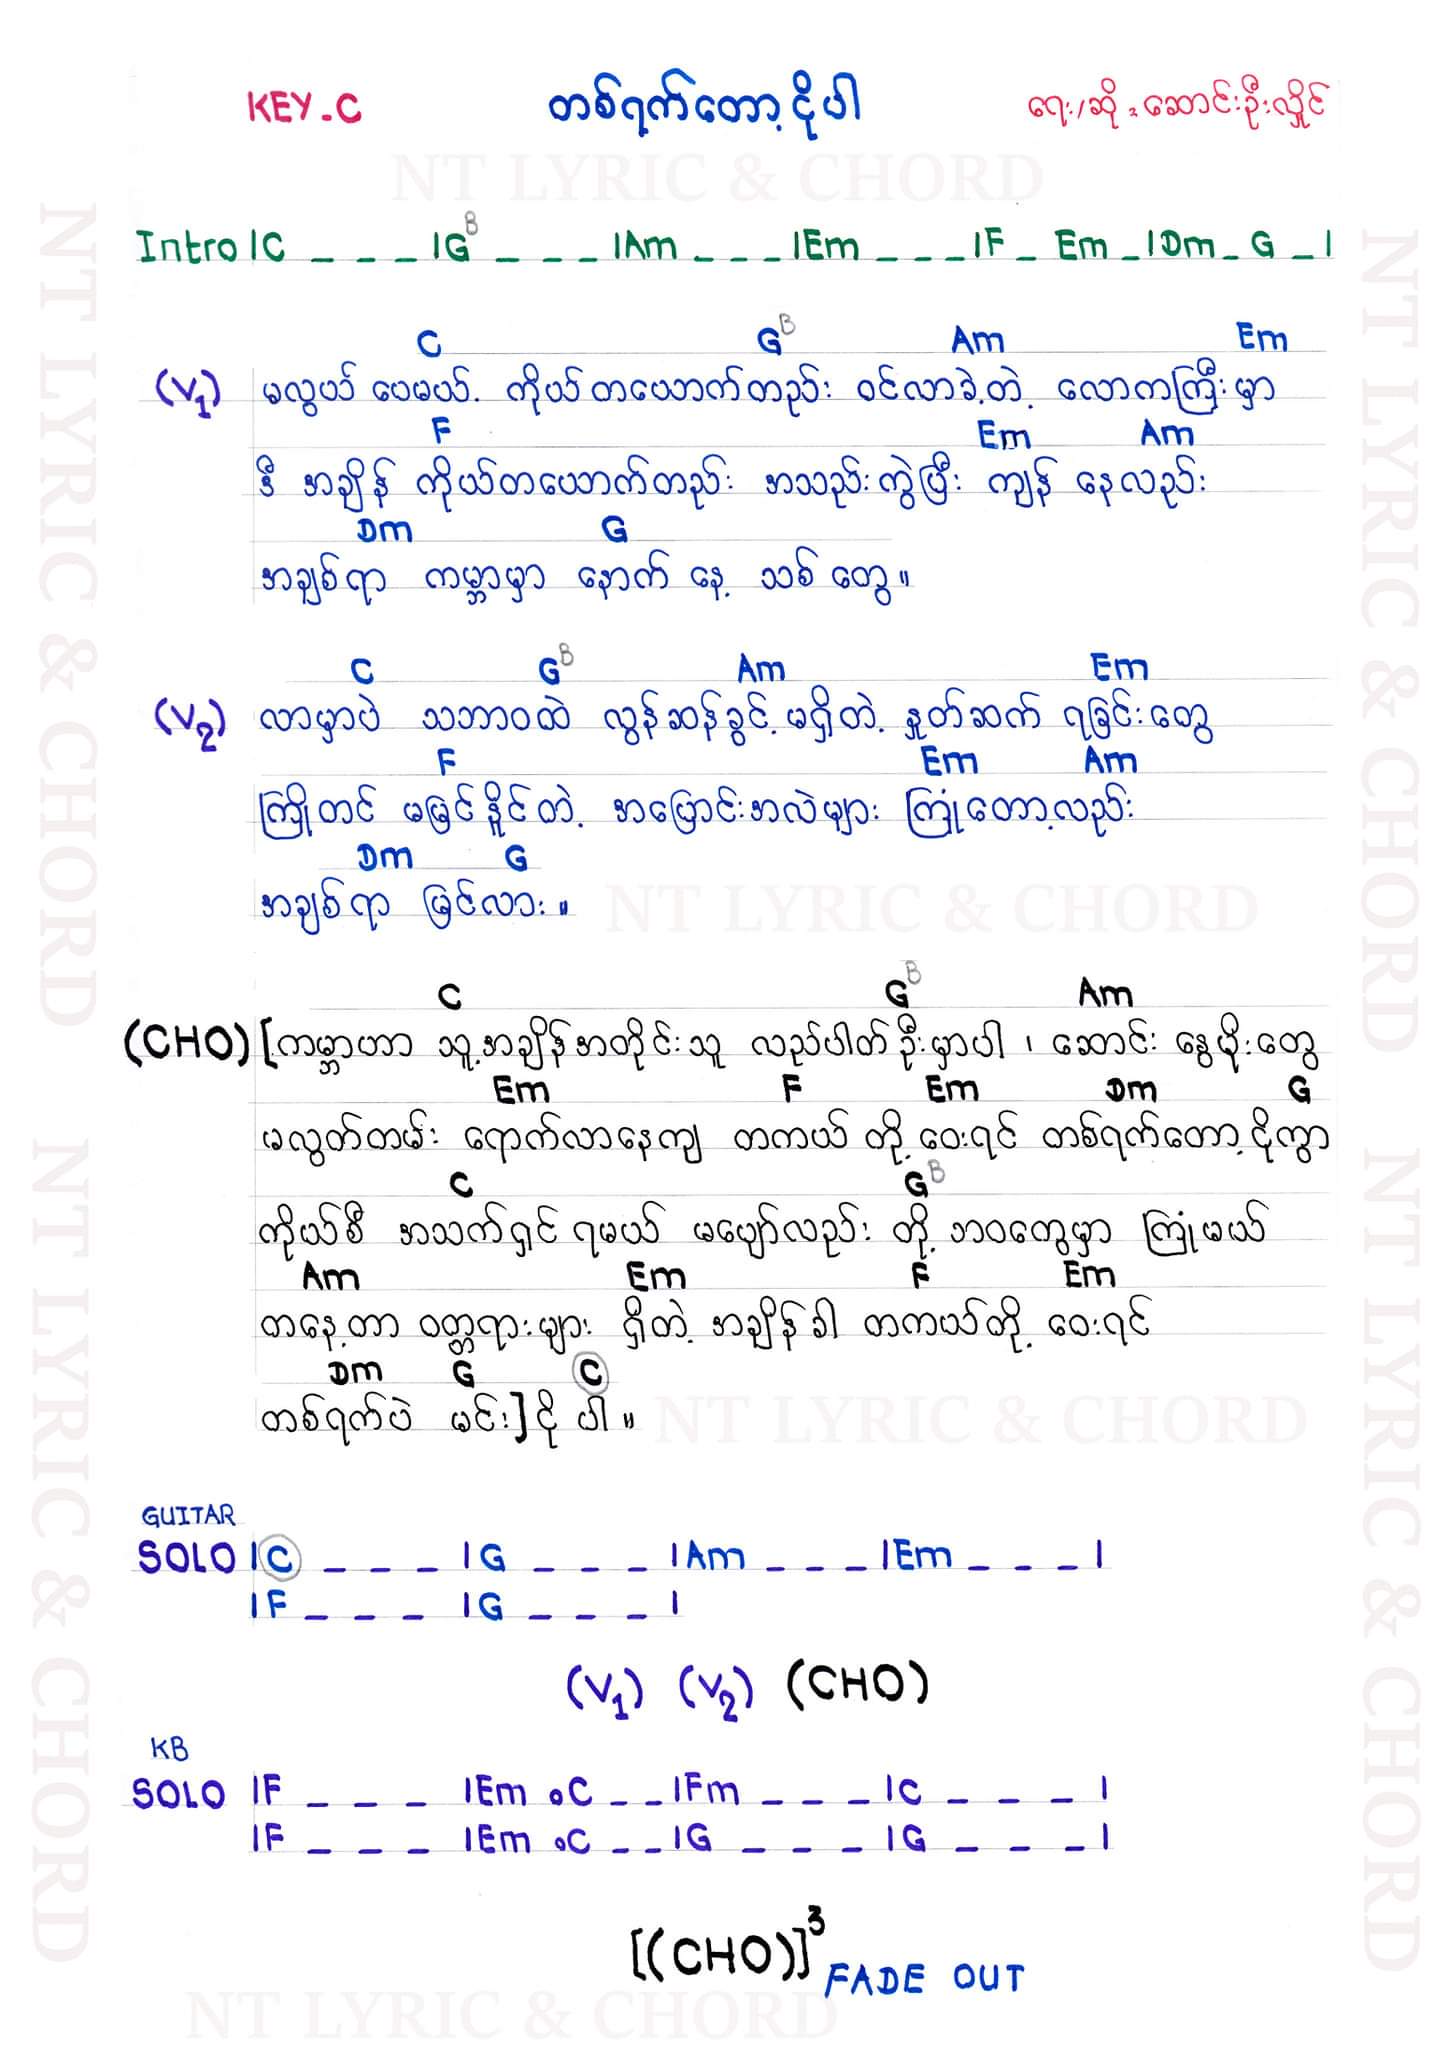 KEY-C တစ်ရက်တော့ငိုပါ ရေး/ဆို း ဆောင်းဦးလှိုင်
NT LYRIC & CHORD
Intro |C _ _ _ |G B _ _ _ |Am _ _ _ |Em _ _ _ |F _ Em _ |Dm _ G _ |
C G B Am Em
(V1) မလွယ် ပေမယ့် ကိုယ်တယောက်တည်း ဝင်လာခဲ့တဲ့ လောကကြီးမှာ
F Em Am
ဒီ အချိန် ကိုယ်တယောက်တည်း အသည်းကွဲပြီး ကျန် နေလည်း
Dm G
အချစ်ရာ ကမ္ဘာမှာ နောက် နေ့ သစ် တွေ။
C G B Am Em
(V2) လာမှာပဲ သဘာဝထဲ လွန်ဆန်ခွင့် မရှိတဲ့ နှုတ်ဆက် ရခြင်းတွေ
F Em Am
ကြိုတင် မမြင်နိူင်တဲ့ အပြောင်းအလဲများ ကြုံတော့လည်း
Dm G
အချစ်ရာ မြင်လား။
NT LYRIC & CHORD
C G B Am
(CHO) [ကမ္ဘာဟာ သူ့အချိန်အတိုင်းသူ လည်ပါတ်ဦးမှာပါ ၊ ဆောင်း နွေမိုးတွေ
Em F Em Dm G
မလွတ်တမ်း ရောက်လာနေကျ တကယ် တို့ ဝေးရင် တစ်ရက်တော့ ငိုကွာ
C G B
ကိုယ်စီ အသက်ရှင် ရမယ် မပျော်လည်း တို့ ဘဝတွေမှာ ကြုံမယ်
Am Em F Em
တနေ့တာ ဝတ္တရားများ ရှိတဲ့ အချိန်ခါ တကယ်တို့ ဝေးရင်
Dm G C
တစ်ရက်ပဲ မင်း] ငို ပါ။
NT LYRIC & CHORD
GUITAR
SOLO |C _ _ _ |G _ _ _ |Am _ _ _ |Em _ _ _ |
|F _ _ _ |G _ _ _ |
(V1) (V2) (CHO)
KB
SOLO |F _ _ _ |Em .C _ _ |Fm _ _ _ |C _ _ _ |
|F _ _ _ |Em .C _ _ |G _ _ _ |G _ _ _ |
[(CHO)]3 FADE OUT
NT LYRIC & CHORD
NT LYRIC & CHORD
NT LYRIC & CHORD
NT LYRIC & CHORD
NT LYRIC & CHORD